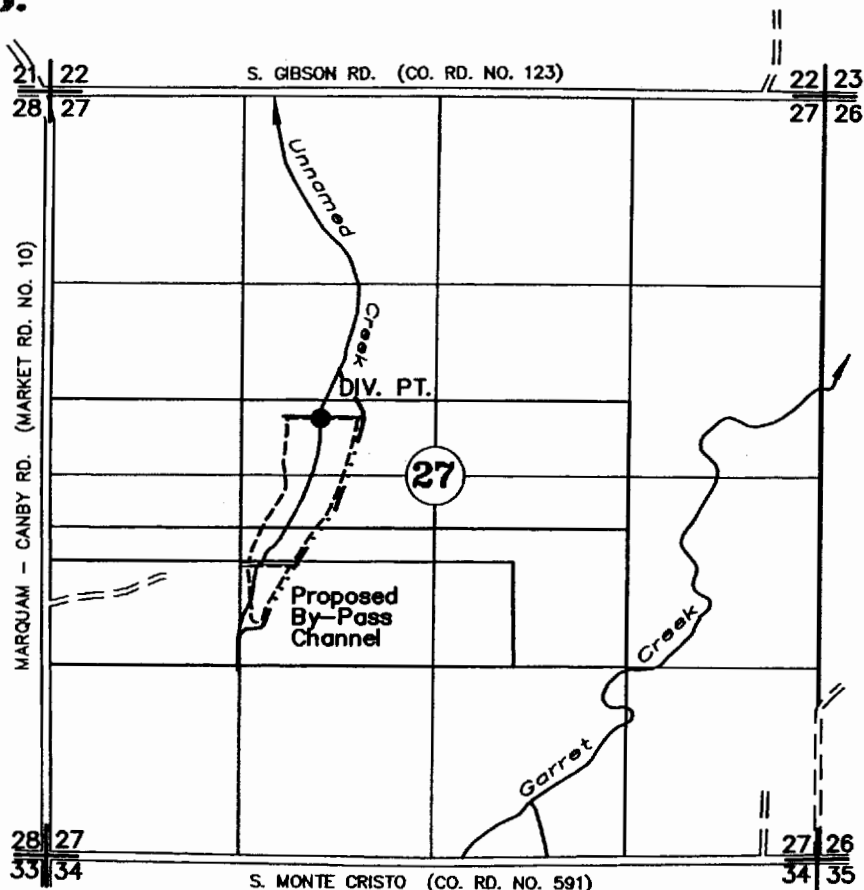 21 22
28 27
S. GIBSON RD. (CO. RD. NO. 123)
22 23
27 26
Unnamed
Creek
MARQUAM – CANBY RD. (MARKET RD. NO. 10)
DIV. PT.
27
Proposed
By-Pass
Channel
Creek
Garret
28 27
33 34
27 26
34 35
S. MONTE CRISTO (CO. RD. NO. 591)